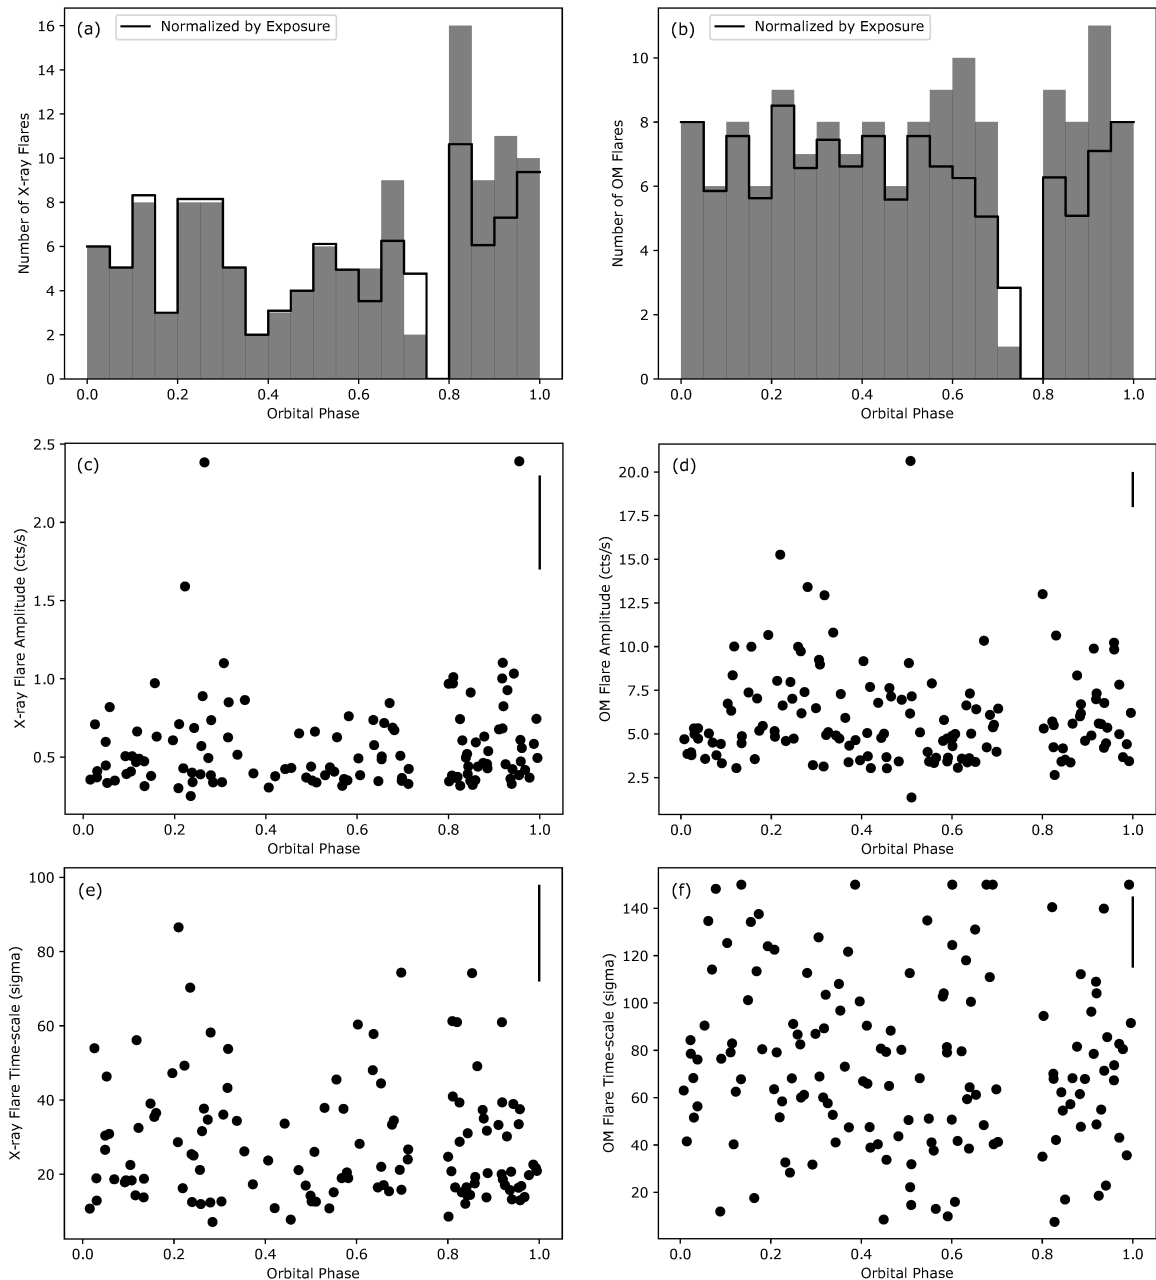 (a)
Normalized by Exposure
16
14
12
10
8
6
4
2
0
Number of X-ray Flares
0.0 0.2 0.4 0.6 0.8 1.0
Orbital Phase
(b)
Normalized by Exposure
10
8
6
4
2
0
Number of OM Flares
0.0 0.2 0.4 0.6 0.8 1.0
Orbital Phase
(c)
2.5
2.0
1.5
1.0
0.5
X-ray Flare Amplitude (cts/s)
0.0 0.2 0.4 0.6 0.8 1.0
Orbital Phase
(d)
20.0
17.5
15.0
12.5
10.0
7.5
5.0
2.5
OM Flare Amplitude (cts/s)
0.0 0.2 0.4 0.6 0.8 1.0
Orbital Phase
(e)
100
80
60
40
20
X-ray Flare Time-scale (sigma)
0.0 0.2 0.4 0.6 0.8 1.0
Orbital Phase
(f)
140
120
100
80
60
40
20
OM Flare Time-scale (sigma)
0.0 0.2 0.4 0.6 0.8 1.0
Orbital Phase